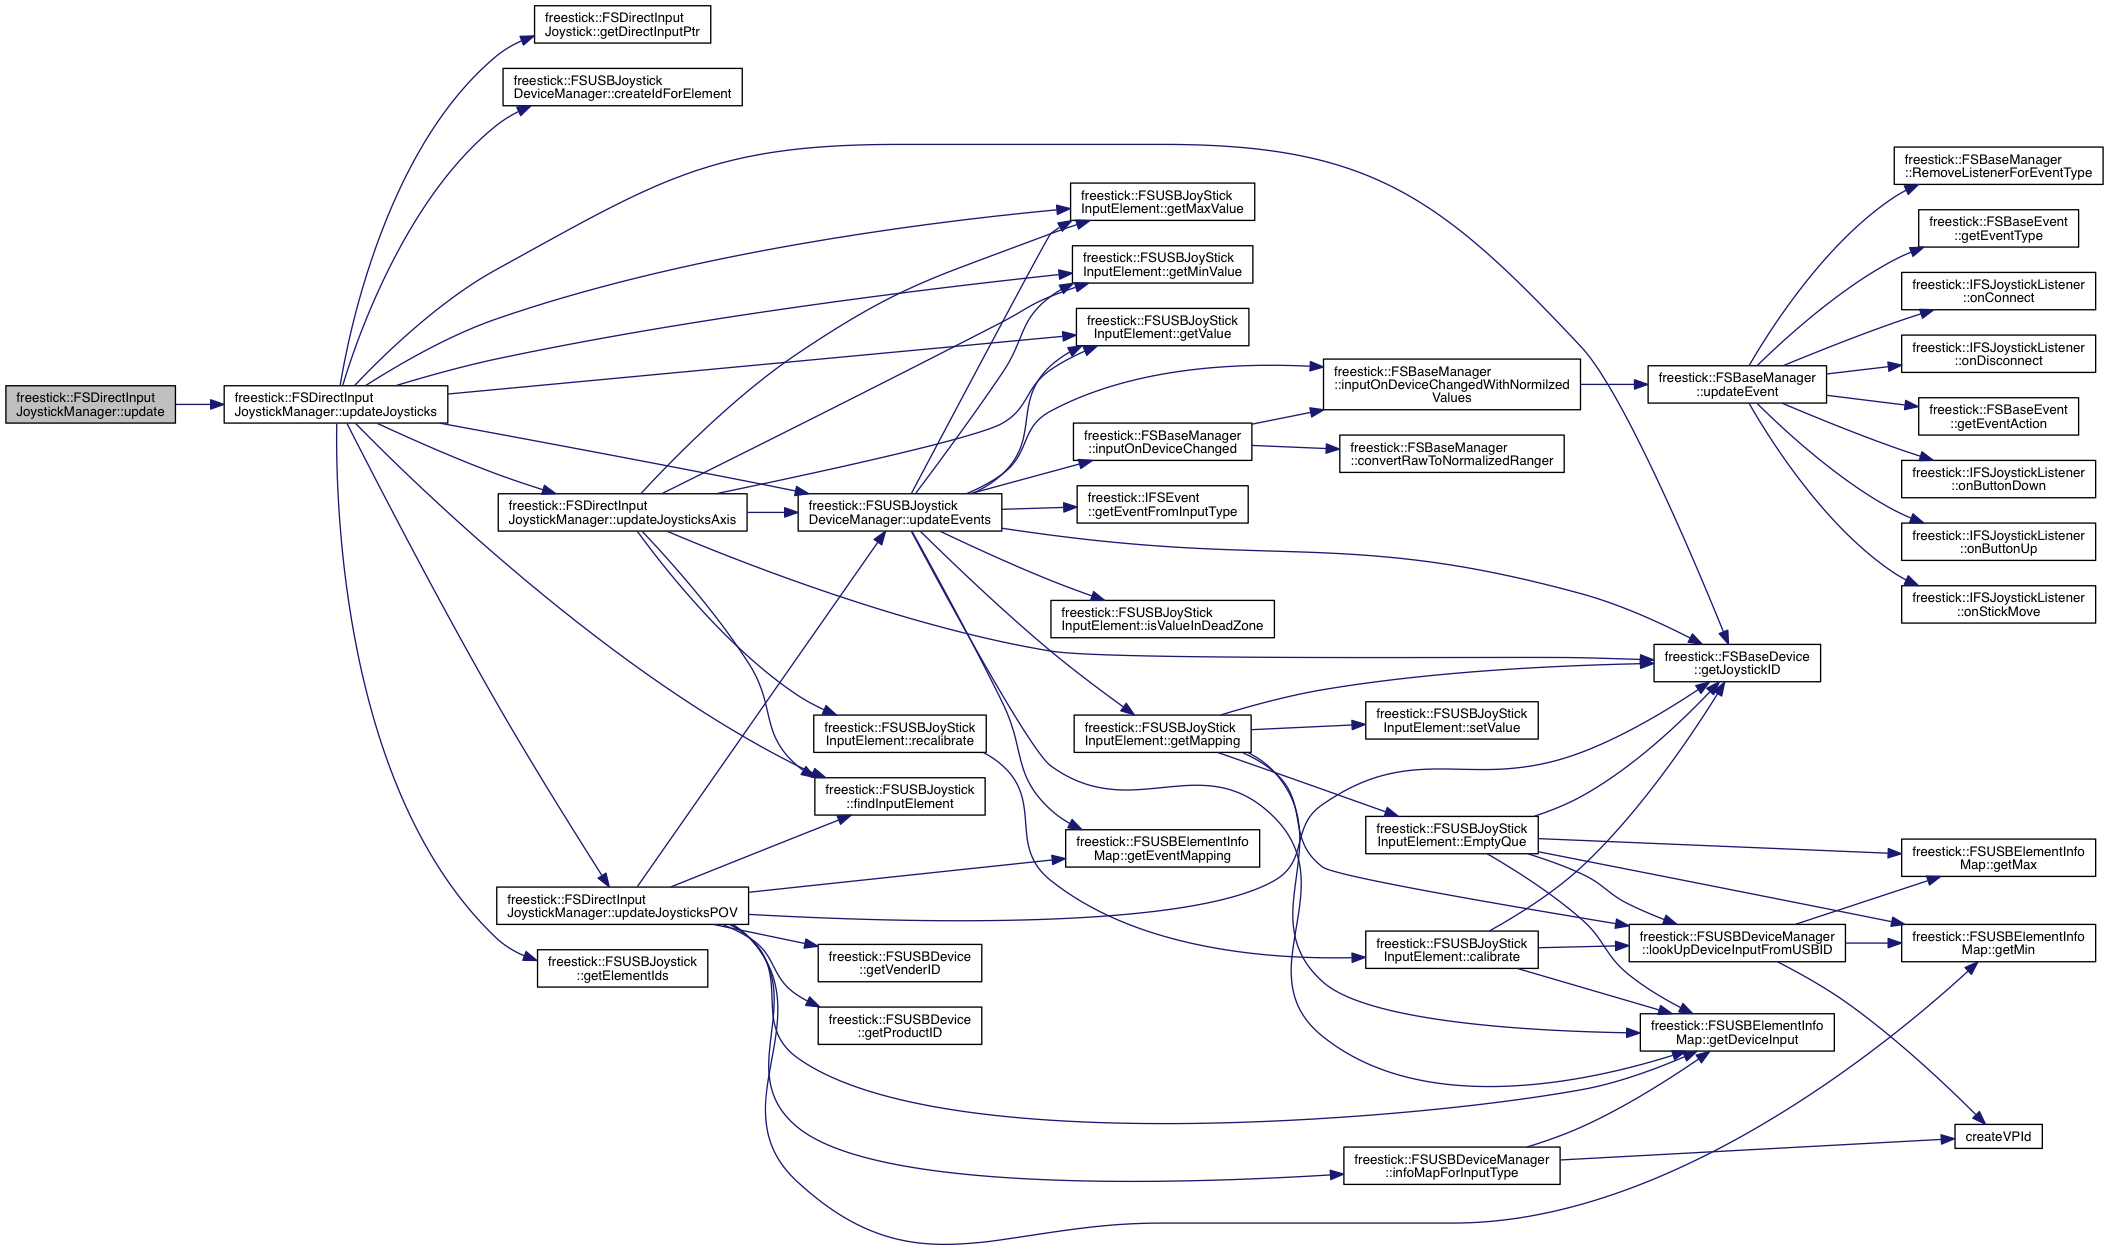 freestick::FSDirectInput
JoystickManager::update
freestick::FSDirectInput
JoystickManager::updateJoysticks
freestick::FSDirectInput
Joystick::getDirectInputPtr
freestick::FSUSBJoystick
DeviceManager::createIdForElement
freestick::FSDirectInput
JoystickManager::updateJoysticksAxis
freestick::FSDirectInput
JoystickManager::updateJoysticksPOV
freestick::FSUSBJoystick
::getElementIds
freestick::FSUSBJoystick
DeviceManager::updateEvents
freestick::FSUSBJoyStick
InputElement::recalibrate
freestick::FSUSBJoystick
::findInputElement
freestick::FSUSBDevice
::getVenderID
freestick::FSUSBDevice
::getProductID
freestick::FSUSBJoyStick
InputElement::getMaxValue
freestick::FSUSBJoyStick
InputElement::getMinValue
freestick::FSUSBJoyStick
InputElement::getValue
freestick::FSBaseManager
::inputOnDeviceChanged
freestick::IFSEvent
::getEventFromInputType
freestick::FSUSBJoyStick
InputElement::isValueInDeadZone
freestick::FSUSBJoyStick
InputElement::getMapping
freestick::FSUSBElementInfo
Map::getEventMapping
freestick::FSBaseManager
::inputOnDeviceChangedWithNormilzed
Values
freestick::FSBaseManager
::convertRawToNormalizedRanger
freestick::FSUSBJoyStick
InputElement::setValue
freestick::FSUSBJoyStick
InputElement::EmptyQue
freestick::FSUSBJoyStick
InputElement::calibrate
freestick::FSUSBDeviceManager
::infoMapForInputType
freestick::FSBaseManager
::updateEvent
freestick::FSBaseDevice
::getJoystickID
freestick::FSUSBDeviceManager
::lookUpDeviceInputFromUSBID
freestick::FSUSBElementInfo
Map::getDeviceInput
freestick::FSBaseManager
::RemoveListenerForEventType
freestick::FSBaseEvent
::getEventType
freestick::IFSJoystickListener
::onConnect
freestick::IFSJoystickListener
::onDisconnect
freestick::FSBaseEvent
::getEventAction
freestick::IFSJoystickListener
::onButtonDown
freestick::IFSJoystickListener
::onButtonUp
freestick::IFSJoystickListener
::onStickMove
freestick::FSUSBElementInfo
Map::getMax
freestick::FSUSBElementInfo
Map::getMin
createVPId